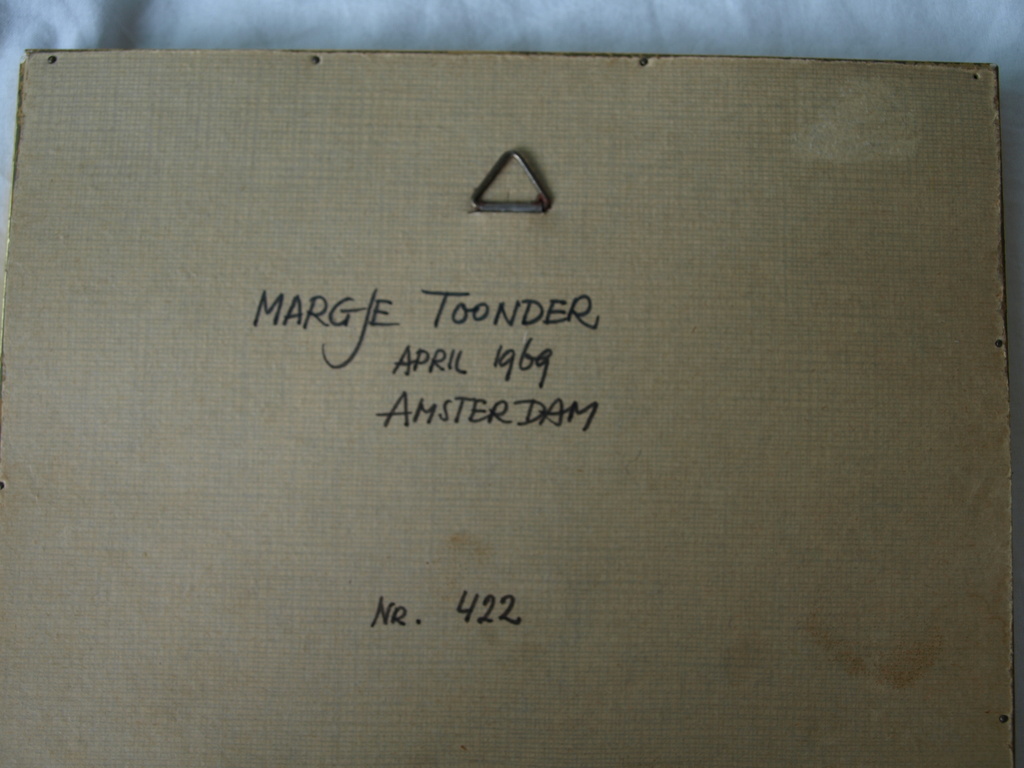 MARGJE TOONDER
APRIL 1969
AMSTERDAM
NR. 422